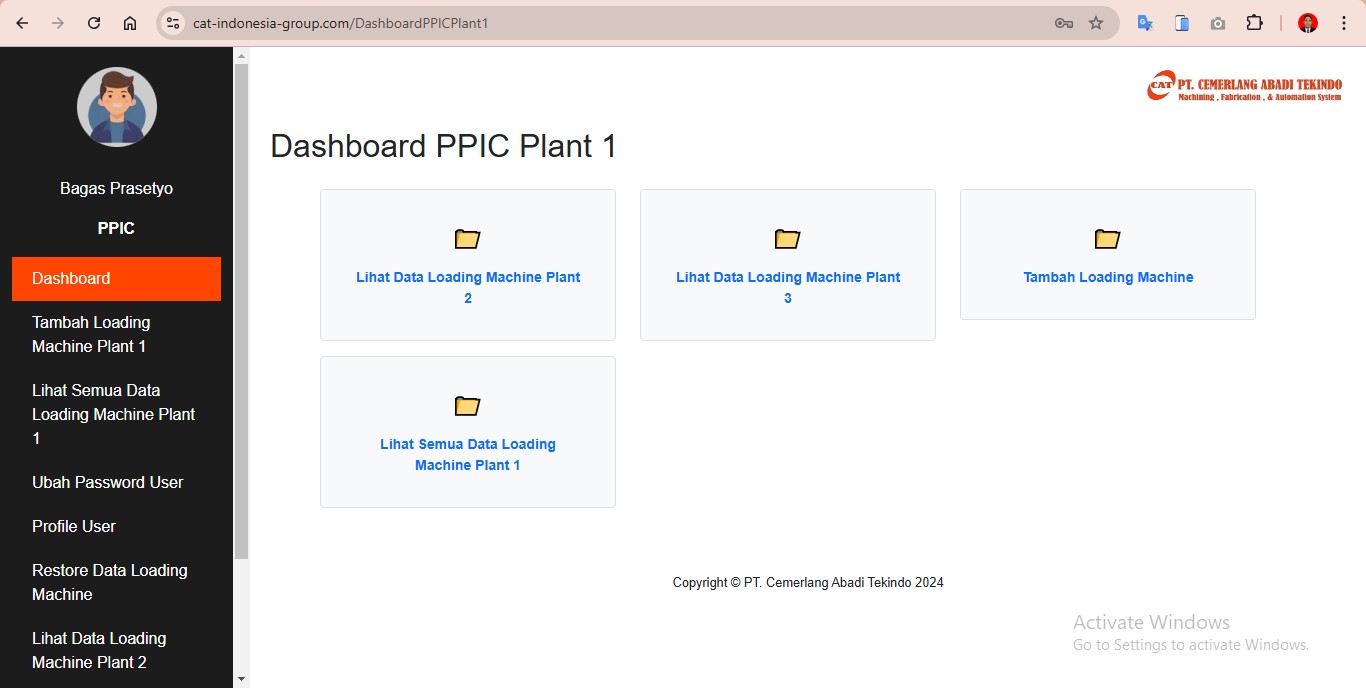 cat-indonesia-group.com/DashboardPPICPlant1
CAT PT. CEMERLANG ABADI TEKINDO
Machining , Fabrication , & Automation System
Bagas Prasetyo
PPIC
Dashboard
Tambah Loading
Machine Plant 1
Lihat Semua Data
Loading Machine Plant
1
Ubah Password User
Profile User
Restore Data Loading
Machine
Lihat Data Loading
Machine Plant 2
Dashboard PPIC Plant 1
Lihat Data Loading Machine Plant
2
Lihat Data Loading Machine Plant
3
Tambah Loading Machine
Lihat Semua Data Loading
Machine Plant 1
Copyright © PT. Cemerlang Abadi Tekindo 2024
Activate Windows
Go to Settings to activate Windows.